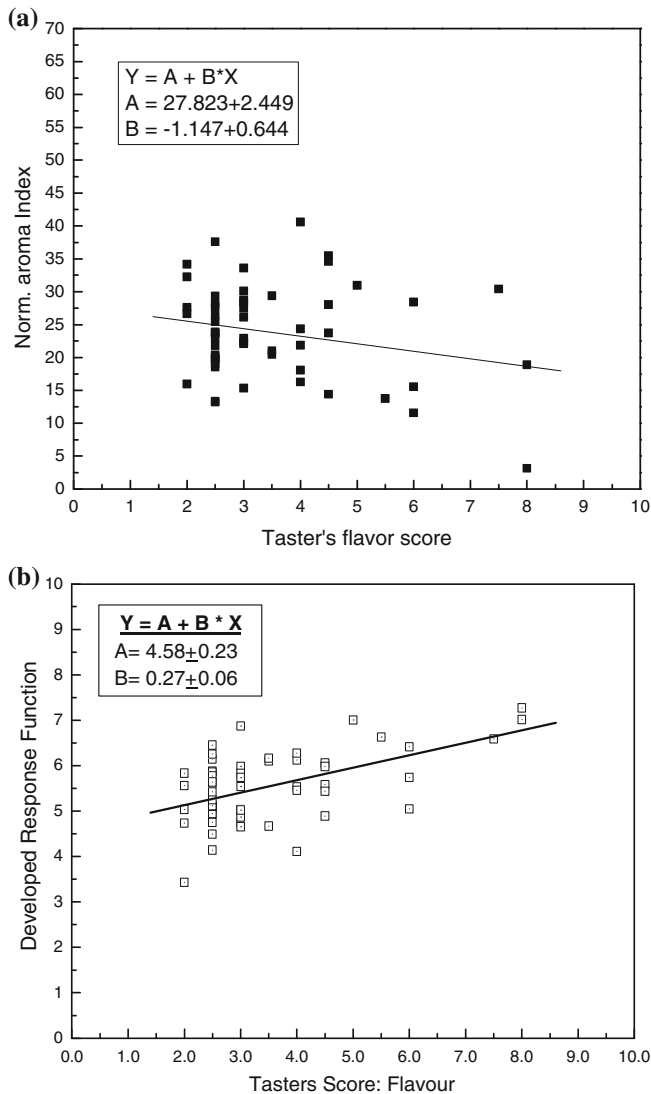 (a)
70
65
60
55
50
45
40
35
30
25
20
15
10
5
0
Norm. aroma Index
Y = A + B*X
A = 27.823+2.449
B = -1.147+0.644
0 1 2 3 4 5 6 7 8 9 10
Taster's flavor score
(b)
10
9
8
7
6
5
4
3
2
1
0
Developed Response Function
Y = A + B * X
A= 4.58±0.23
B= 0.27±0.06
0.0 1.0 2.0 3.0 4.0 5.0 6.0 7.0 8.0 9.0 10.0
Tasters Score: Flavour